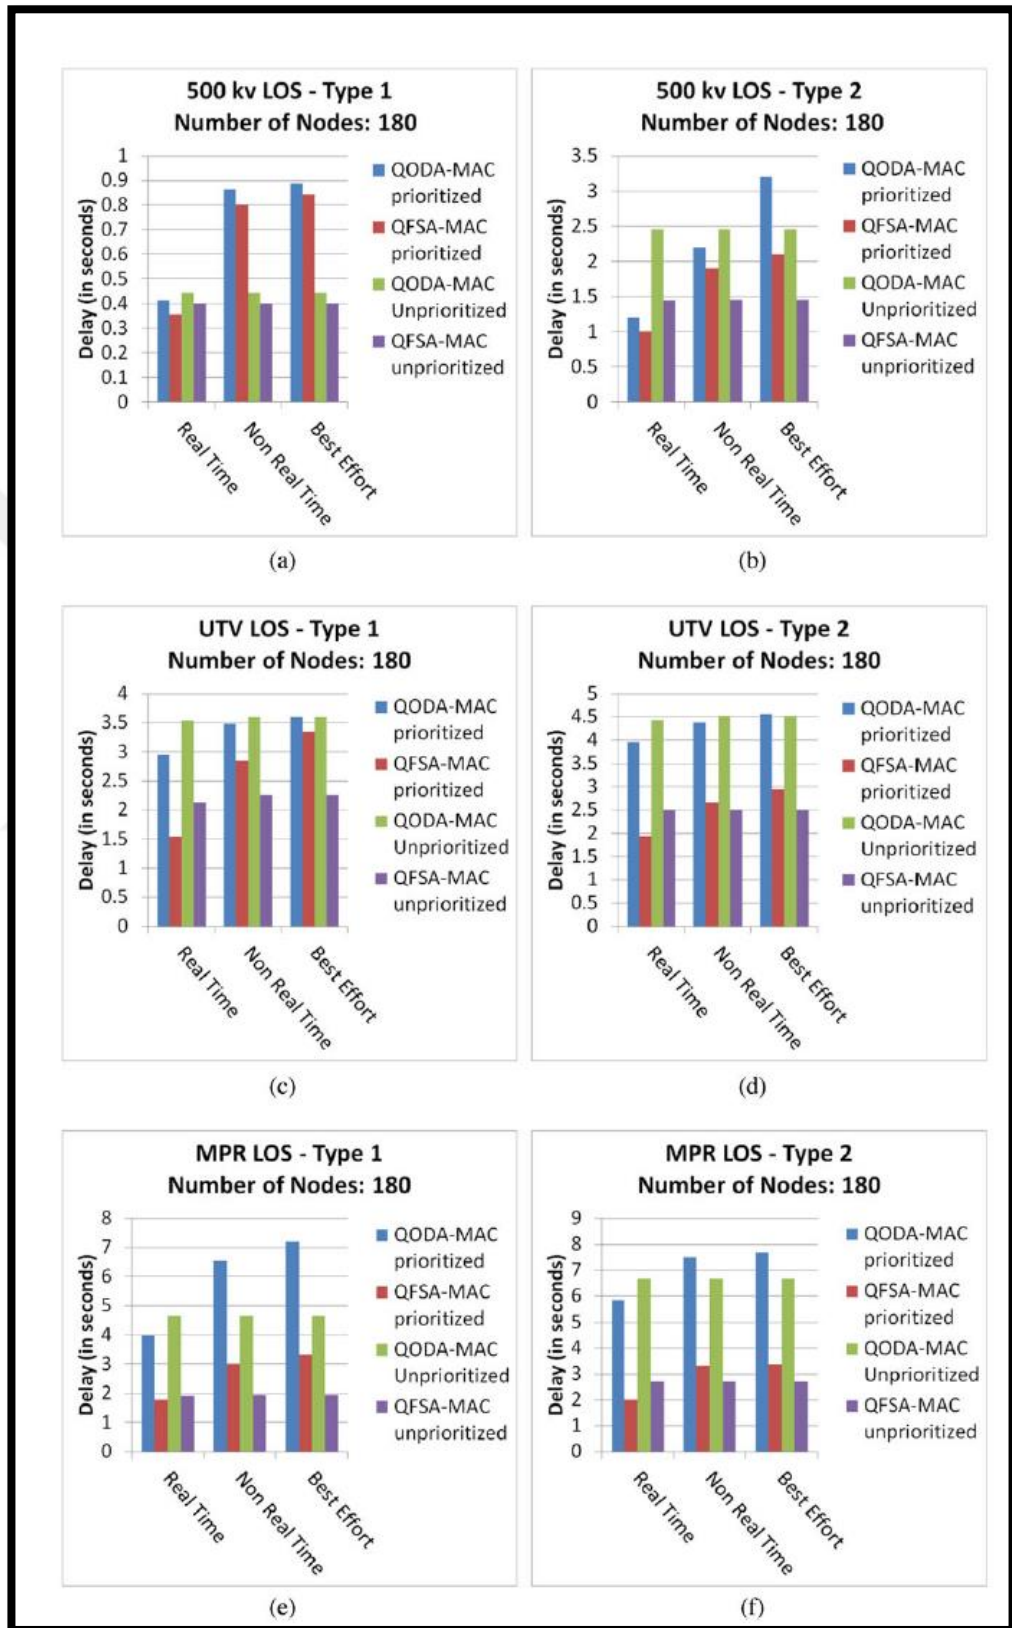 500 kv LOS - Type 1
Number of Nodes: 180
Delay (in seconds)
1
0.9
0.8
0.7
0.6
0.5
0.4
0.3
0.2
0.1
0
Real Time
Non Real Time
Best Effort
QODA-MAC
prioritized
QFSA-MAC
prioritized
QODA-MAC
Unprioritized
QFSA-MAC
unprioritized
(a)
500 kv LOS - Type 2
Number of Nodes: 180
Delay (in seconds)
3.5
3
2.5
2
1.5
1
0.5
0
Real Time
Non Real Time
Best Effort
QODA-MAC
prioritized
QFSA-MAC
prioritized
QODA-MAC
Unprioritized
QFSA-MAC
unprioritized
(b)
UTV LOS - Type 1
Number of Nodes: 180
Delay (in seconds)
4
3.5
3
2.5
2
1.5
1
0.5
0
Real Time
Non Real Time
Best Effort
QODA-MAC
prioritized
QFSA-MAC
prioritized
QODA-MAC
Unprioritized
QFSA-MAC
unprioritized
(c)
UTV LOS - Type 2
Number of Nodes: 180
Delay (in seconds)
5
4.5
4
3.5
3
2.5
2
1.5
1
0.5
0
Real Time
Non Real Time
Best Effort
QODA-MAC
prioritized
QFSA-MAC
prioritized
QODA-MAC
Unprioritized
QFSA-MAC
unprioritized
(d)
MPR LOS - Type 1
Number of Nodes: 180
Delay (in seconds)
8
7
6
5
4
3
2
1
0
Real Time
Non Real Time
Best Effort
QODA-MAC
prioritized
QFSA-MAC
prioritized
QODA-MAC
Unprioritized
QFSA-MAC
unprioritized
(e)
MPR LOS - Type 2
Number of Nodes: 180
Delay (in seconds)
9
8
7
6
5
4
3
2
1
0
Real Time
Non Real Time
Best Effort
QODA-MAC
prioritized
QFSA-MAC
prioritized
QODA-MAC
Unprioritized
QFSA-MAC
unprioritized
(f)